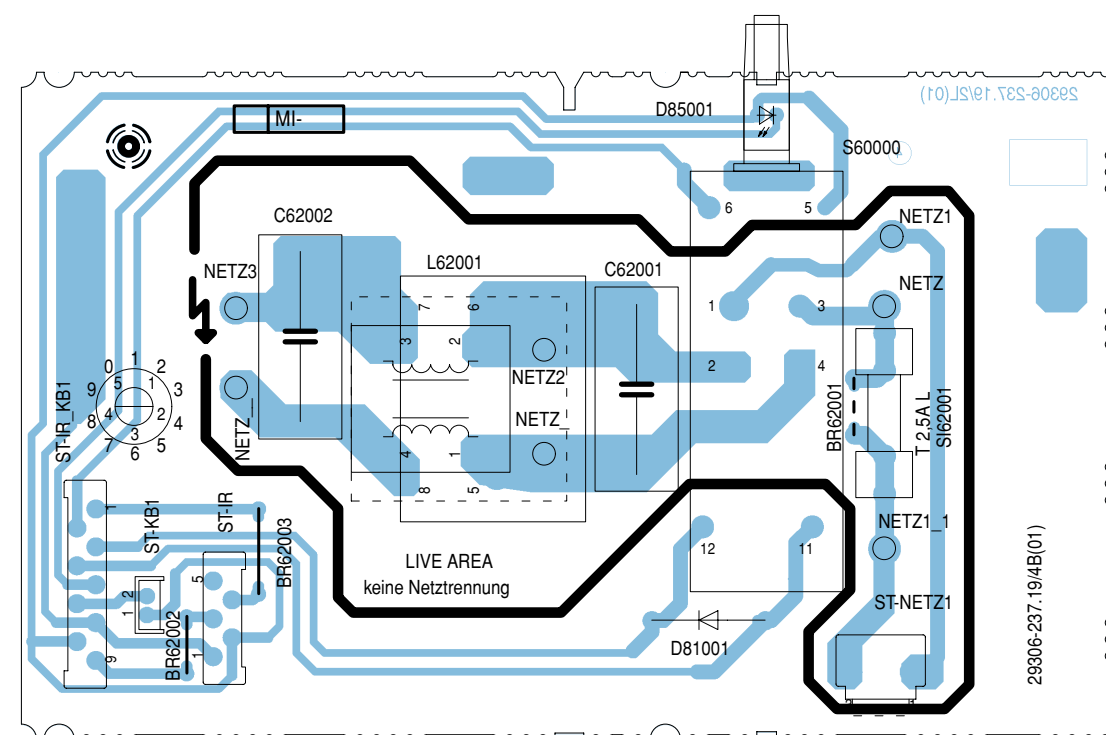 29306-237.19/2L(01)
D85001
MI-
S60000
6
5
NETZ1
C62002
L62001
C62001
NETZ3
NETZ
7
6
1
3
3
2
2
4
NETZ2
0
1
2
9
5
1
3
8
4
2
4
7
3
6
5
ST-IR_KB1
NETZ_
NETZ_
BR62001
T 2,5A L
SI62001
4
1
8
5
1
ST-KB1
ST-IR
BR62003
NETZ1_1
12
11
LIVE AREA
keine Netztrennung
5
2
1
ST-NETZ1
BR62002
1
9
D81001
29306-237.19/4B(01)